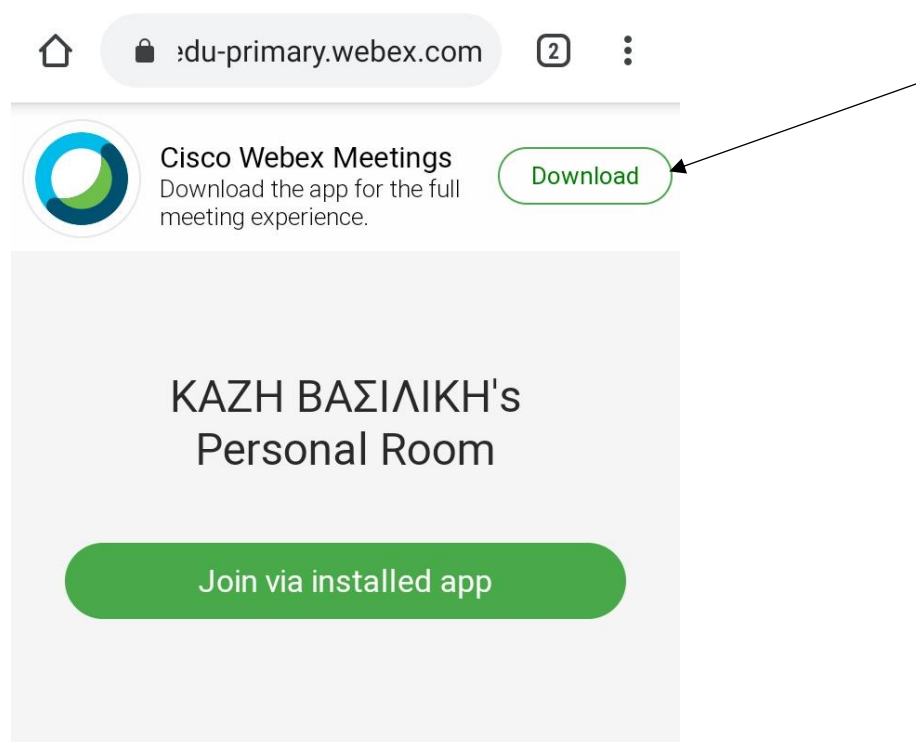 edu-primary.webex.com
2
Cisco Webex Meetings
Download the app for the full
meeting experience.
Download
ΚΑΖΗ ΒΑΣΙΛΙΚΗ's
Personal Room
Join via installed app